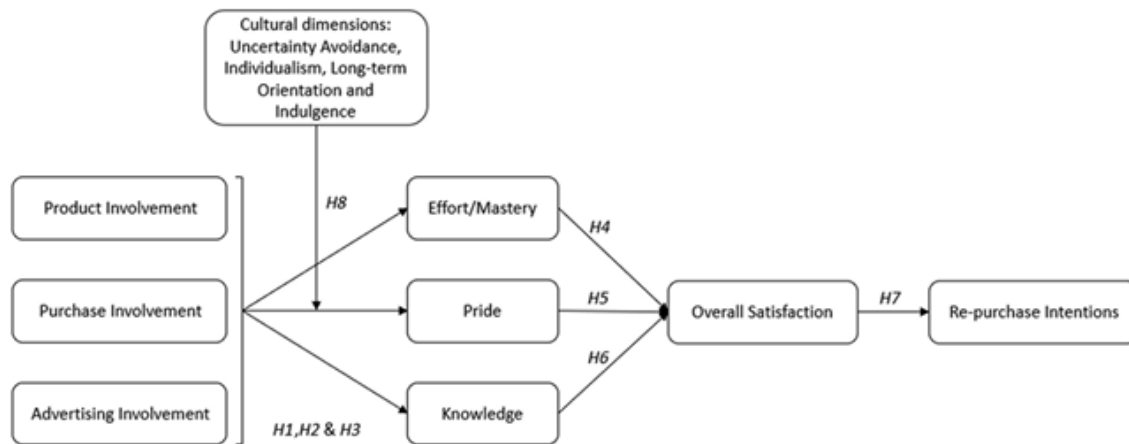 Cultural dimensions:
Uncertainty Avoidance,
Individualism, Long-term
Orientation and
Indulgence
H8
Product Involvement
Effort/Mastery
H4
Purchase Involvement
Pride
H5
Overall Satisfaction
H7
Re-purchase Intentions
H6
Advertising Involvement
Knowledge
H1,H2 & H3